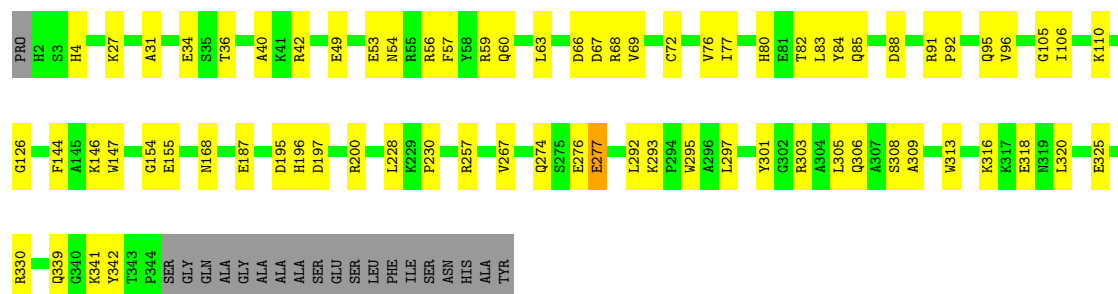 PRO H2 S3 H4 K27 A31 E34 S35 T36 A40 K41 R42 E49 E53 N54 R55 R56 F57 Y58 R59 Q60 L63 D66 D67 R68 V69 C72 V76 I77 H80 E81 T82 L83 Y84 Q85 D88 R91 P92 Q95 V96 G105 I106 K110
G126 F144 A145 K146 W147 G154 E155 N168 E187 D195 H196 D197 R200 L228 K229 P230 R257 V267 Q274 S275 E276 E277 L292 K293 P294 W295 A296 L297 Y301 G302 R303 A304 L305 Q306 A307 S308 A309 W313 K316 K317 E318 N319 L320 E325
R330 Q339 G340 K341 Y342 T343 P344 SER GLY GLN ALA GLY ALA ALA ALA SER GLU SER LEU PHE ILE SER ASN HIS ALA TYR